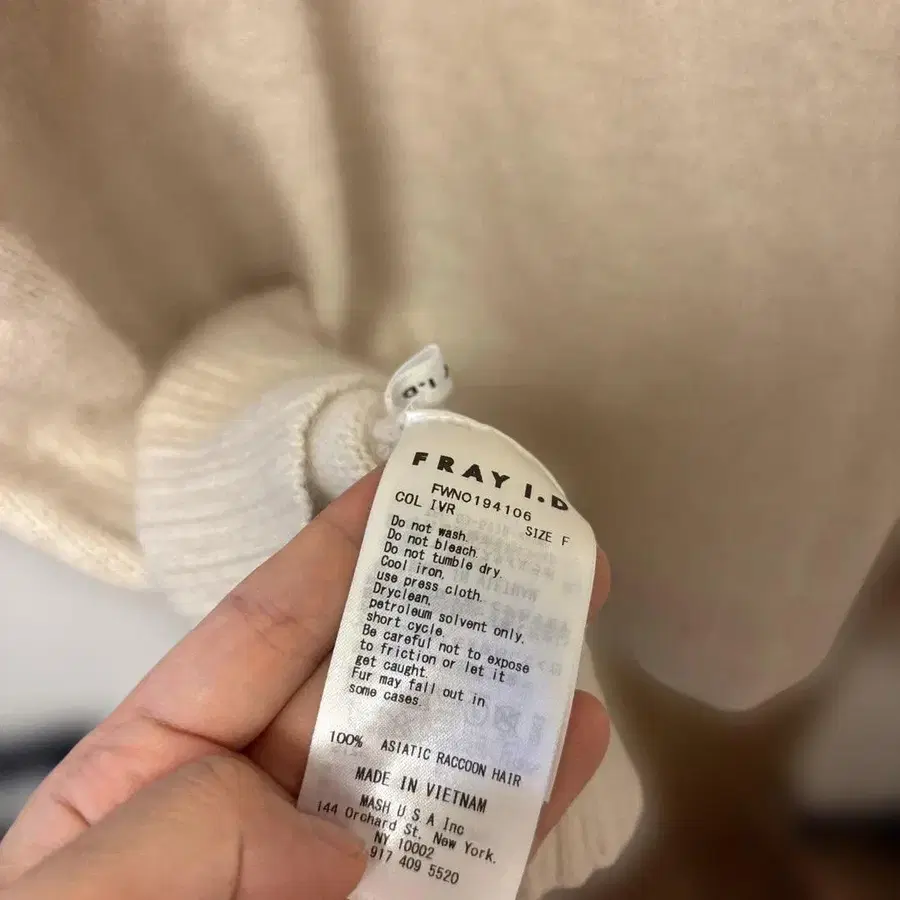 I.D
FRAY I.D
FWNO194106
COL IVR SIZE F
Do not wash.
Do not bleach.
Do not tumble dry.
Cool iron.
use press cloth.
Dryclean.
petroleum solvent only.
short cycle.
Be careful not to expose
to friction or let it
get caught.
Fur may fall out in
some cases.
100% ASIATIC RACCOON HAIR
MADE IN VIETNAM
MASH U S A Inc
144 Orchard St, New York,
NY 10002
917 409 5520